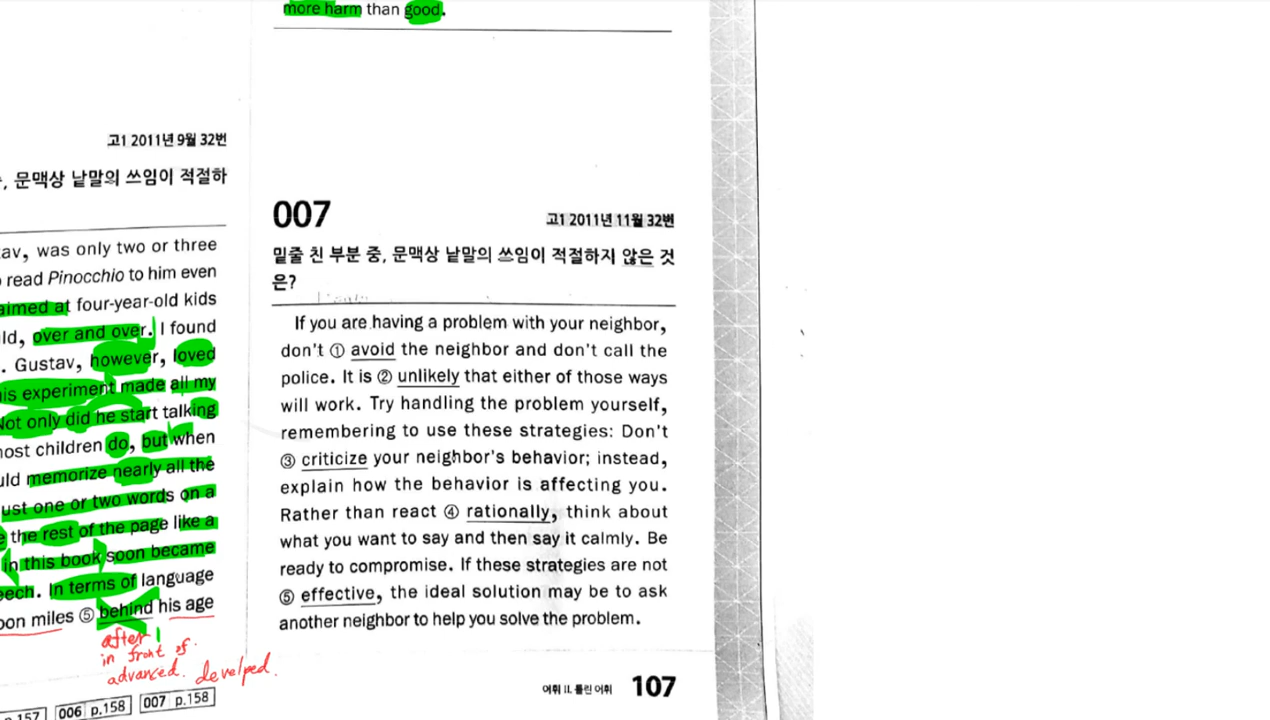 고1 2011년 9월 32번
, 문맥상 낱말의 쓰임이 적절하
av, was only two or three
read Pinocchio to him even
aimed at four-year-old kids
ld, over and over. I found
. Gustav, however, loved
is experiment made all my
Not only did he start talking
most children do, but when
uld memorize nearly all the
ust one or two words on a
the rest of the page like a
in this book soon became
eech. In terms of language
oon miles ⑤ behind his age
after
in front of.
advanced. develped.
p.157 006 p.158 007 p.158
more harm than good.
007
고1 2011년 11월 32번
밑줄 친 부분 중, 문맥상 낱말의 쓰임이 적절하지 않은 것
은?
If you are having a problem with your neighbor,
don't ① avoid the neighbor and don't call the
police. It is ② unlikely that either of those ways
will work. Try handling the problem yourself,
remembering to use these strategies: Don't
③ criticize your neighbor's behavior; instead,
explain how the behavior is affecting you.
Rather than react ④ rationally, think about
what you want to say and then say it calmly. Be
ready to compromise. If these strategies are not
⑤ effective, the ideal solution may be to ask
another neighbor to help you solve the problem.
어휘 II. 틀린 어휘 107